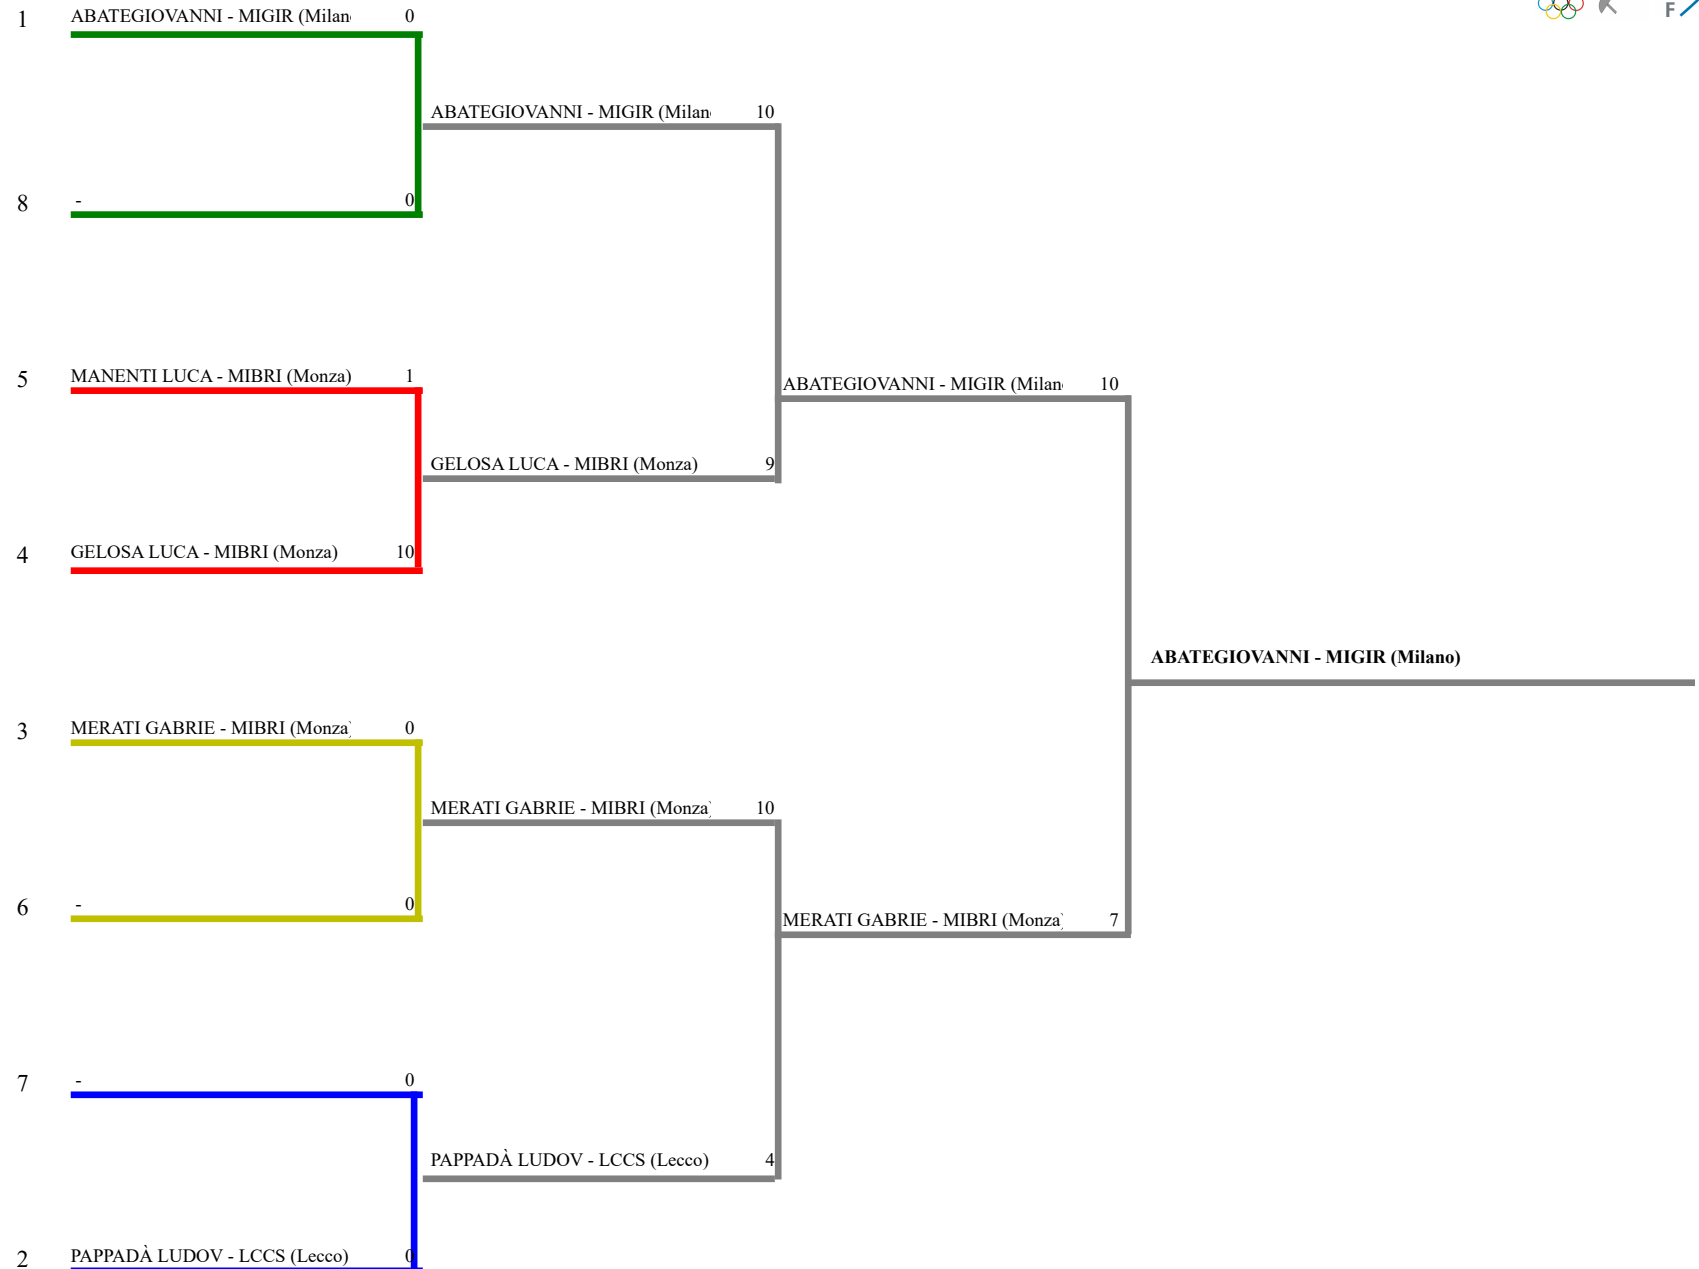 1 ABATEGIOVANNI - MIGIR (Milan 0
ABATEGIOVANNI - MIGIR (Milan 10
8 - 0
5 MANENTI LUCA - MIBRI (Monza) 1
ABATEGIOVANNI - MIGIR (Milan 10
GELOSA LUCA - MIBRI (Monza) 9
4 GELOSA LUCA - MIBRI (Monza) 10
ABATEGIOVANNI - MIGIR (Milano)
3 MERATI GABRIE - MIBRI (Monza) 0
MERATI GABRIE - MIBRI (Monza) 10
6 - 0
MERATI GABRIE - MIBRI (Monza) 7
7 - 0
PAPPADÀ LUDOV - LCCS (Lecco) 4
2 PAPPADÀ LUDOV - LCCS (Lecco) 0
F